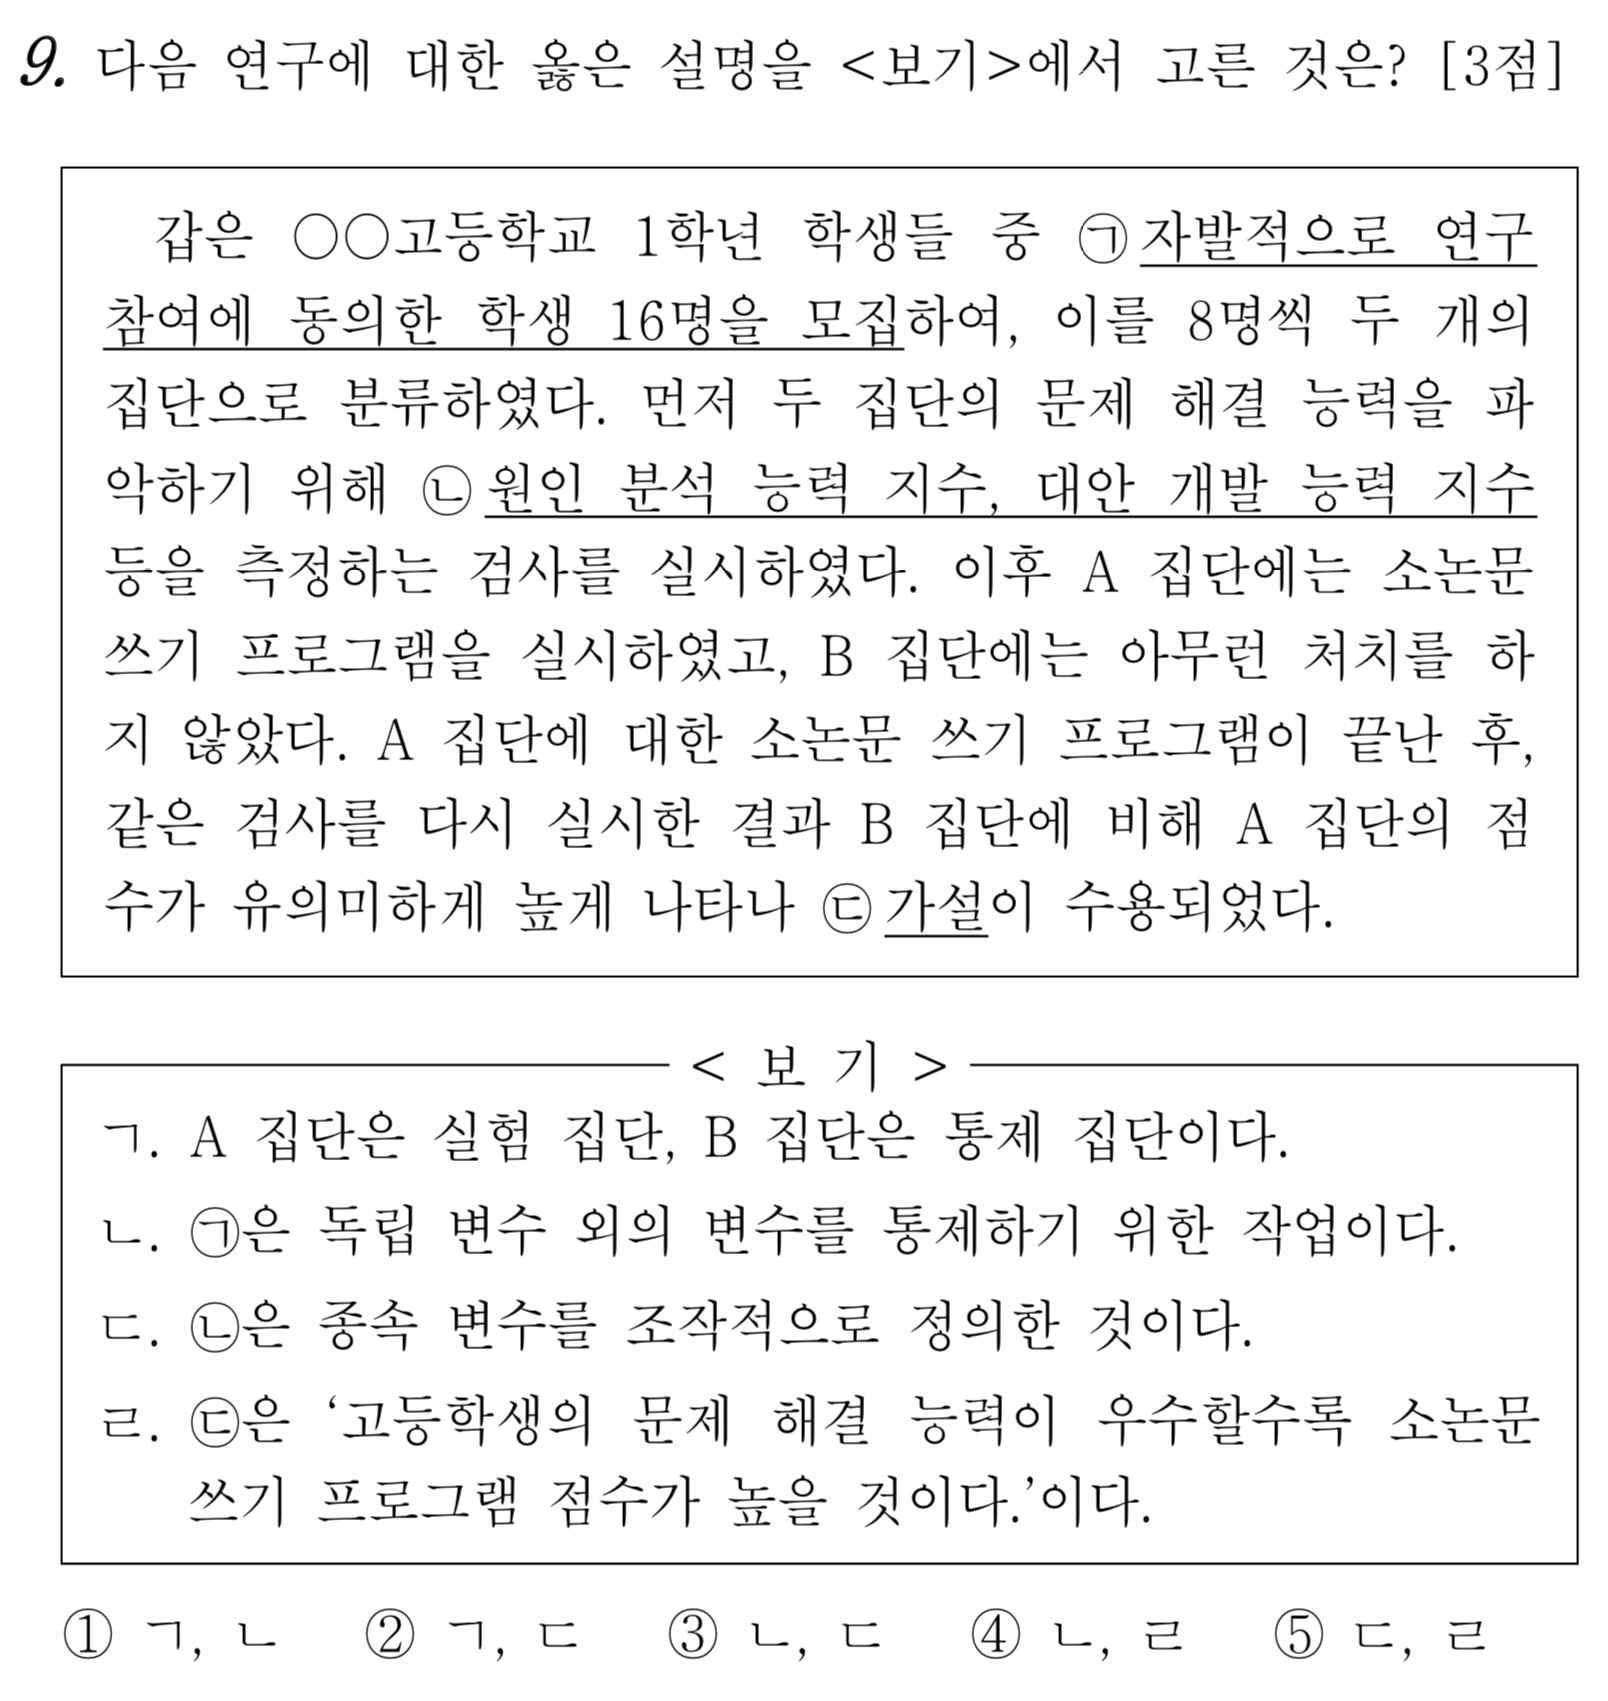 9. 다음 연구에 대한 옳은 설명을 <보기>에서 고른 것은? [3점]
갑은 ○○고등학교 1학년 학생들 중 ㉠자발적으로 연구
참여에 동의한 학생 16명을 모집하여, 이를 8명씩 두 개의
집단으로 분류하였다. 먼저 두 집단의 문제 해결 능력을 파
악하기 위해 ㉡원인 분석 능력 지수, 대안 개발 능력 지수
등을 측정하는 검사를 실시하였다. 이후 A 집단에는 소논문
쓰기 프로그램을 실시하였고, B 집단에는 아무런 처치를 하
지 않았다. A 집단에 대한 소논문 쓰기 프로그램이 끝난 후,
같은 검사를 다시 실시한 결과 B 집단에 비해 A 집단의 점
수가 유의미하게 높게 나타나 ㉢가설이 수용되었다.
< 보 기 >
ㄱ. A 집단은 실험 집단, B 집단은 통제 집단이다.
ㄴ. ㉠은 독립 변수 외의 변수를 통제하기 위한 작업이다.
ㄷ. ㉡은 종속 변수를 조작적으로 정의한 것이다.
ㄹ. ㉢은 ‘고등학생의 문제 해결 능력이 우수할수록 소논문
쓰기 프로그램 점수가 높을 것이다.’이다.
① ㄱ, ㄴ ② ㄱ, ㄷ ③ ㄴ, ㄷ ④ ㄴ, ㄹ ⑤ ㄷ, ㄹ